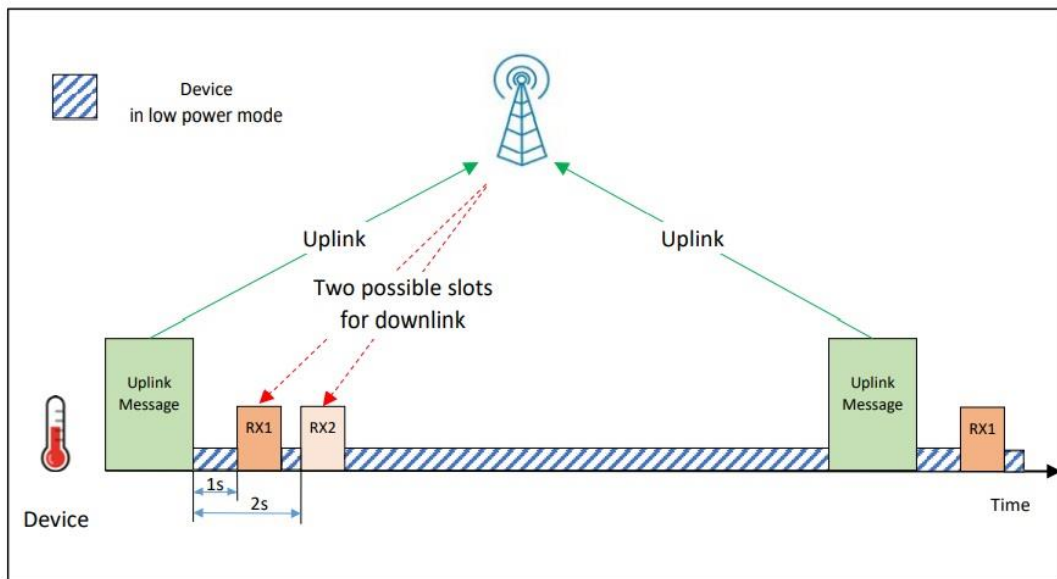 Device
in low power mode
Uplink
Uplink
Two possible slots
for downlink
Uplink
Message
Uplink
Message
RX1
RX2
RX1
1s
2s
Time
Device